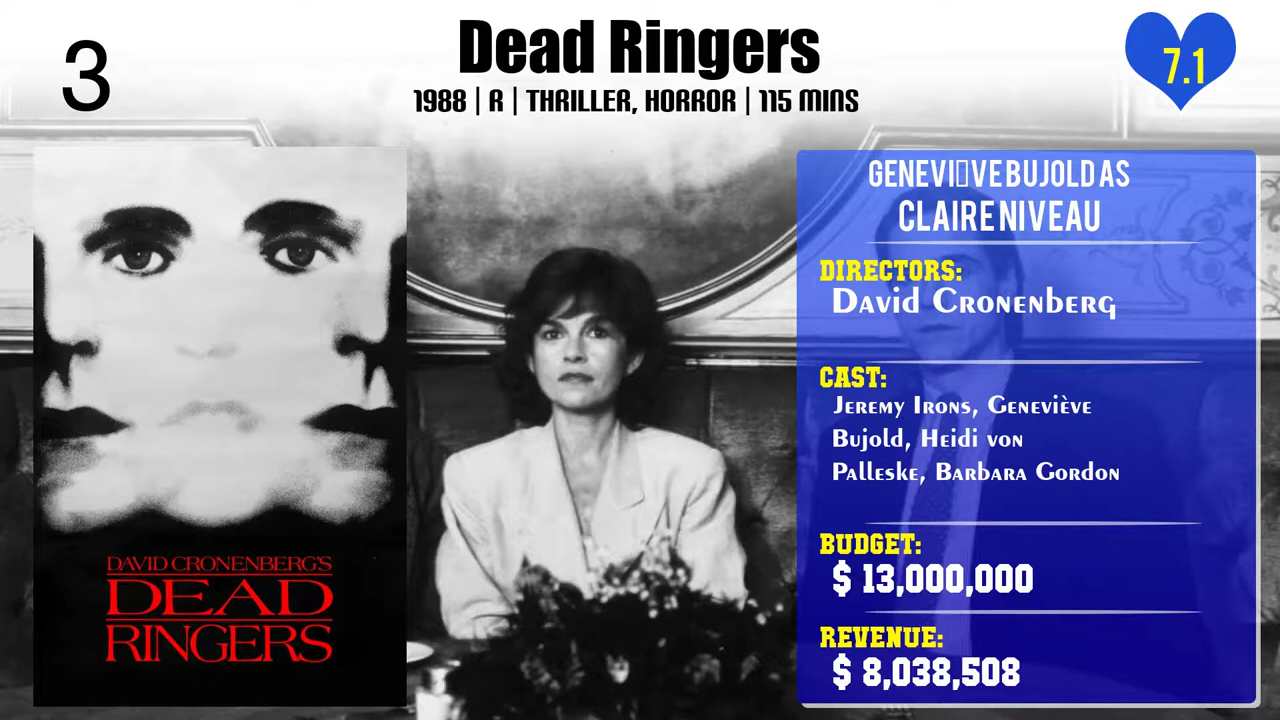 3
Dead Ringers
1988 | R | THRILLER, HORROR | 115 MINS
7.1
DAVID CRONENBERG'S
DEAD
RINGERS
GENEVI▯VE BUJOLD AS
CLAIRE NIVEAU
DIRECTORS:
David Cronenberg
CAST:
Jeremy Irons, Geneviève
Bujold, Heidi von
Palleske, Barbara Gordon
BUDGET:
$ 13,000,000
REVENUE:
$ 8,038,508